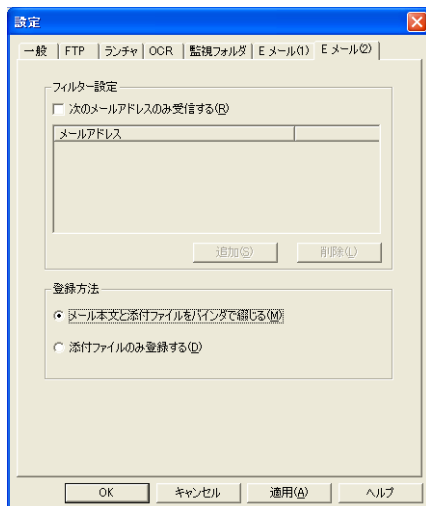 設定
一般 FTP ランチャ OCR 監視フォルダ E メール(1) E メール(2)
フィルター設定
次のメールアドレスのみ受信する(R)
メールアドレス
追加(S) 削除(L)
登録方法
メール本文と添付ファイルをバインダで綴じる(M)
添付ファイルのみ登録する(D)
OK キャンセル 適用(A) ヘルプ